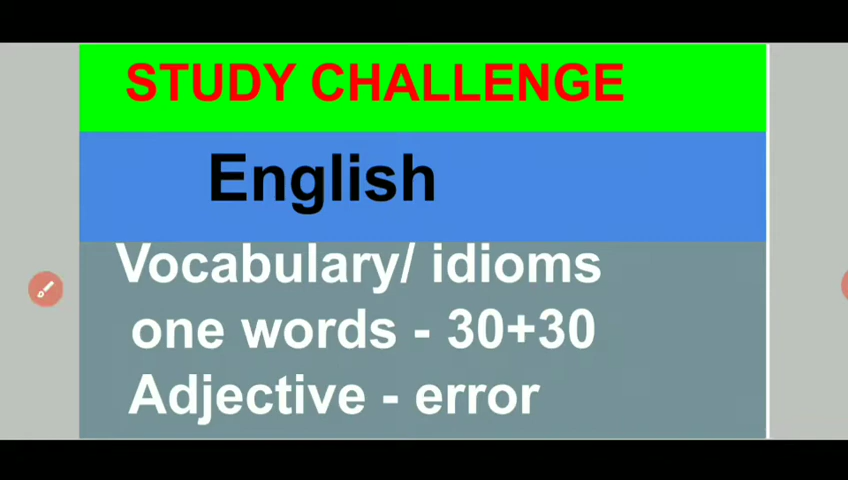 STUDY CHALLENGE
English
Vocabulary/ idioms
one words - 30+30
Adjective - error